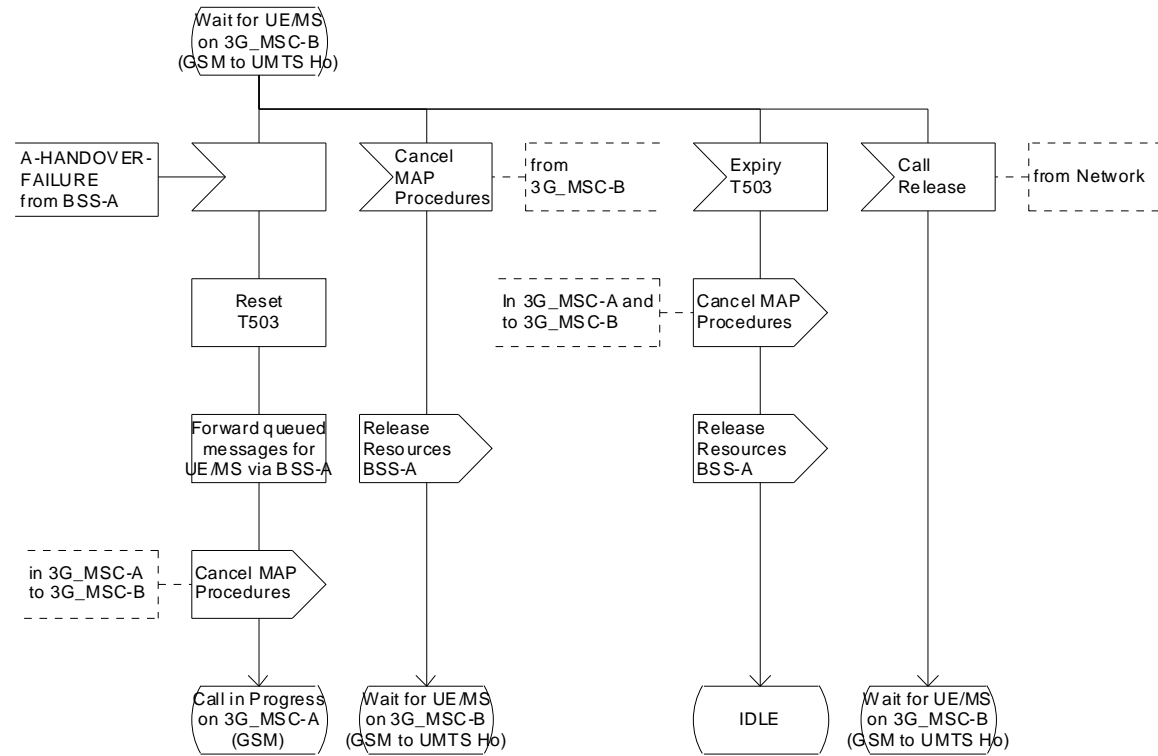 Wait for UE/MS
on 3G_MSC-B
(GSM to UMTS Ho)
A-HANDOVER-
FAILURE
from BSS-A
Cancel
MAP
Procedures
from
3G_MSC-B
Expiry
T503
Call
Release
from Network
Reset
T503
In 3G_MSC-A and
to 3G_MSC-B
Cancel MAP
Procedures
Forward queued
messages for
UE/MS via BSS-A
Release
Resources
BSS-A
Release
Resources
BSS-A
in 3G_MSC-A
to 3G_MSC-B
Cancel MAP
Procedures
Call in Progress
on 3G_MSC-A
(GSM)
Wait for UE/MS
on 3G_MSC-B
(GSM to UMTS Ho)
IDLE
Wait for UE/MS
on 3G_MSC-B
(GSM to UMTS Ho)